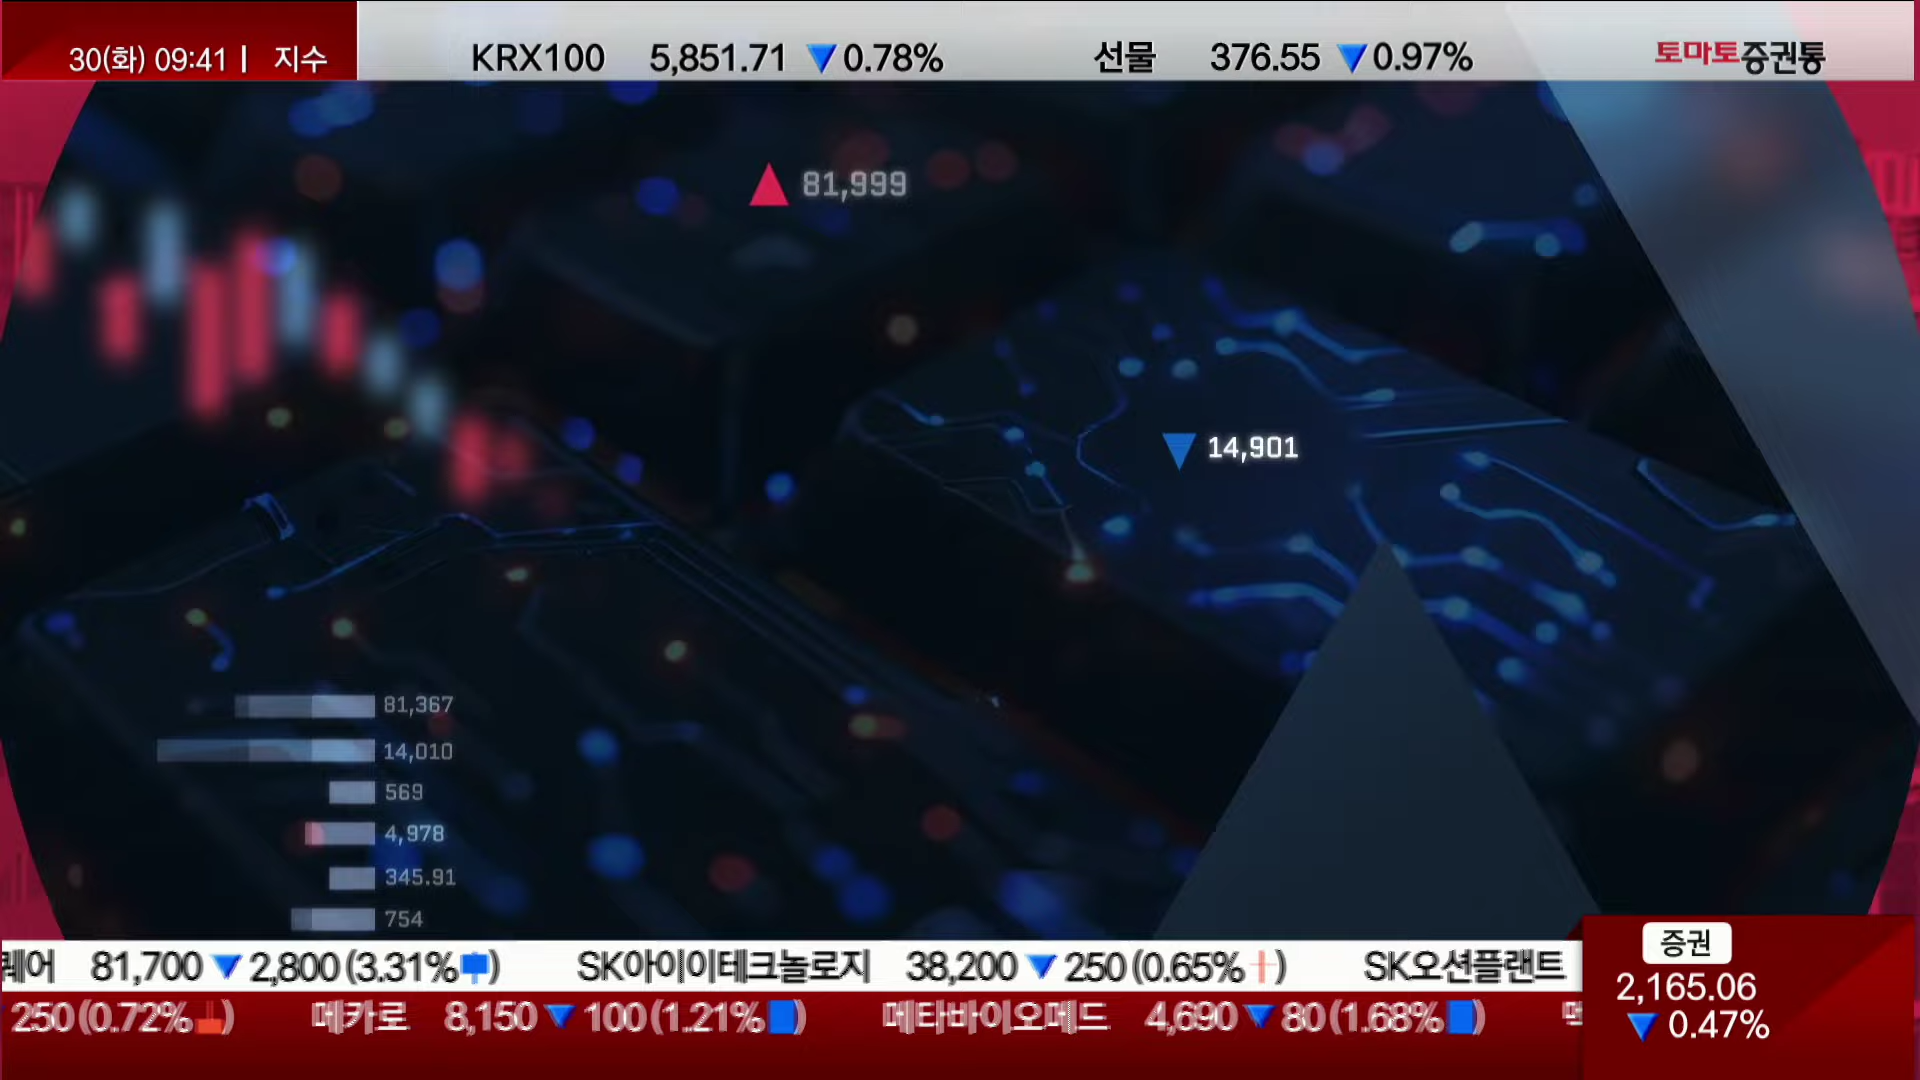 30(화) 09:41 | 지수 KRX100 5,851.71 ▼0.78% 선물 376.55 ▼0.97% 토마토증권통
▲ 81,999
▼ 14,901
81,367
14,010
569
4,978
345.91
754
퀘어 81,700 ▼2,800(3.31%) SK아이이테크놀로지 38,200 ▼250(0.65%) SK오션플랜트
250(0.72%) 메카로 8,150 ▼100(1.21%) 메타바이오메드 4,690 ▼80(1.68%)
증권
2,165.06
▼0.47%